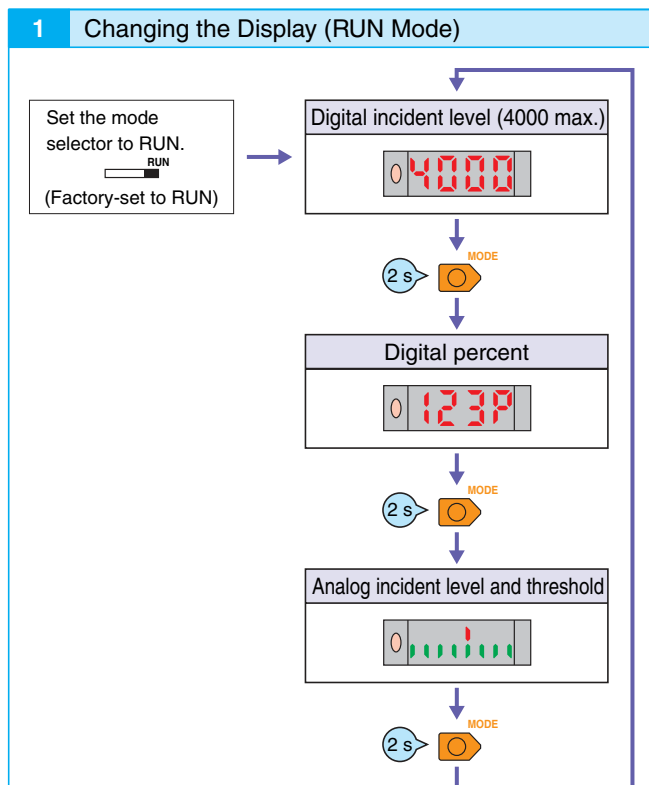 1 Changing the Display (RUN Mode)
Set the mode
selector to RUN.
RUN
(Factory-set to RUN)
Digital incident level (4000 max.)
4000
MODE
2 s
Digital percent
123P
MODE
2 s
Analog incident level and threshold
MODE
2 s